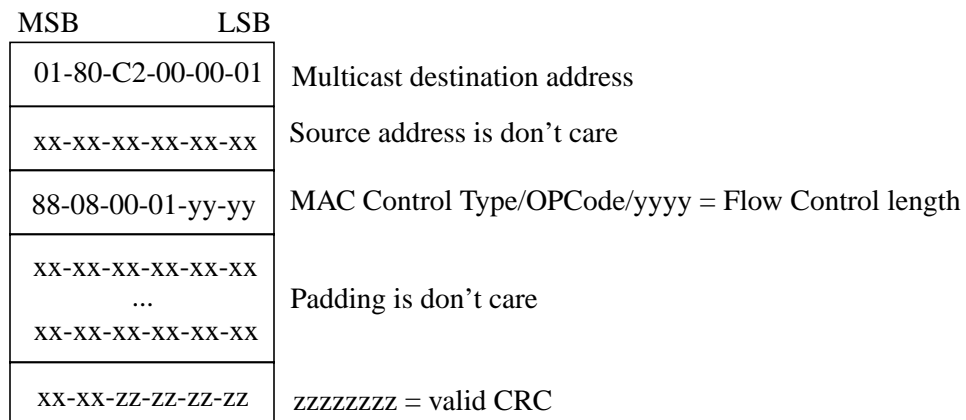 MSB LSB
01-80-C2-00-00-01 Multicast destination address
xx-xx-xx-xx-xx-xx Source address is don’t care
88-08-00-01-yy-yy MAC Control Type/OPCode/yyyy = Flow Control length
xx-xx-xx-xx-xx-xx
...
xx-xx-xx-xx-xx-xx
Padding is don’t care
xx-xx-zz-zz-zz-zz zzzzzzzz = valid CRC